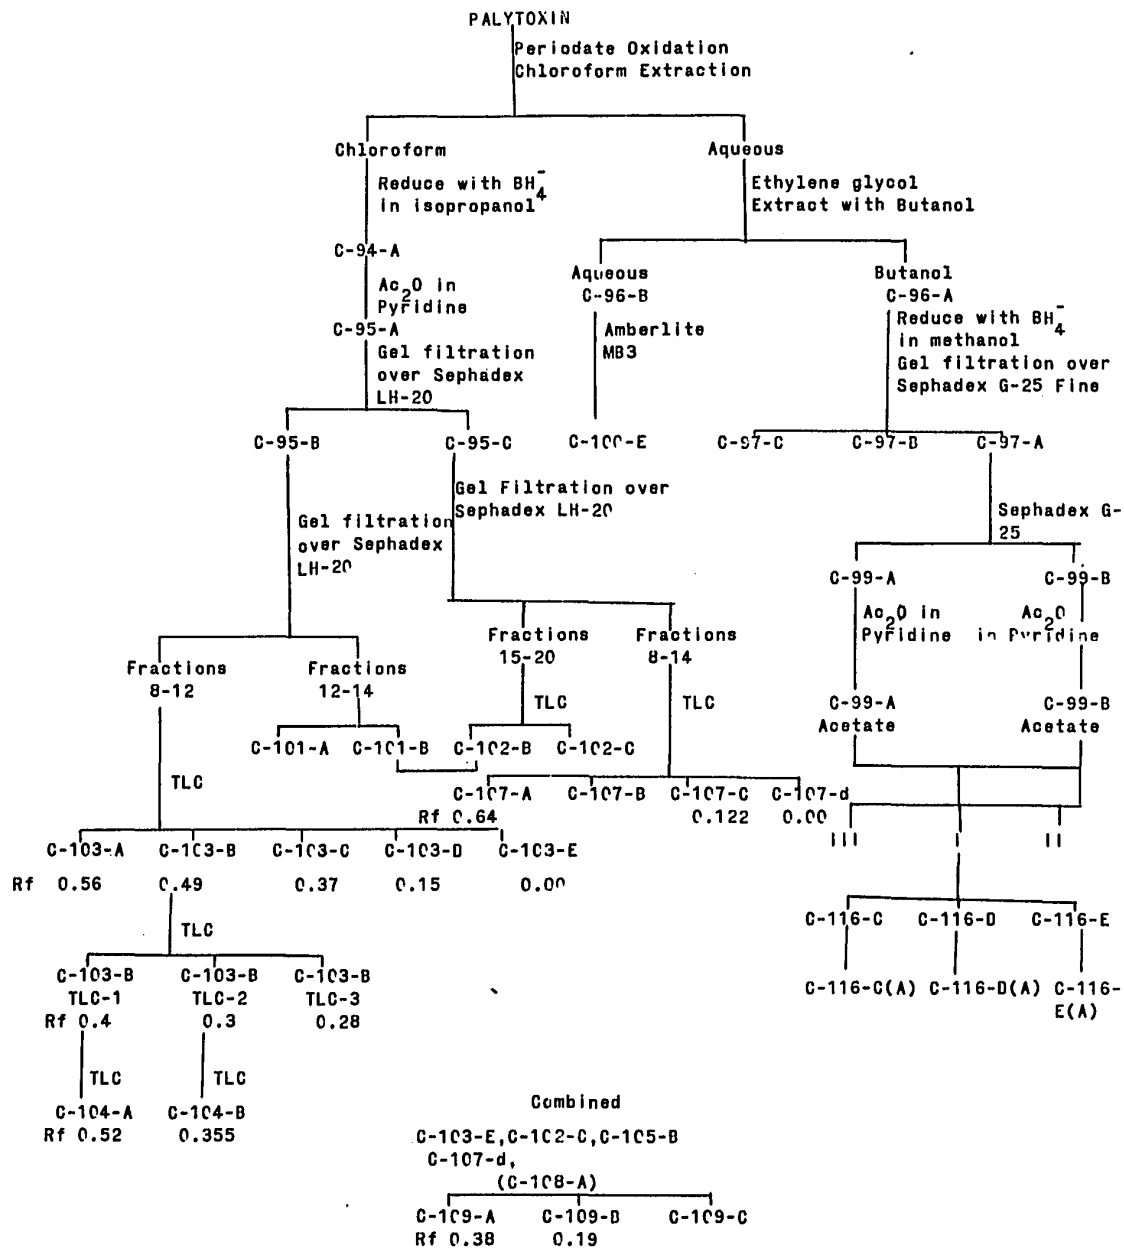 PALYTOXIN
Periodate Oxidation
Chloroform Extraction
Chloroform
Aqueous
Reduce with BH4-
in isopropanol
Ethylene glycol
Extract with Butanol
C-94-A
Ac2O in
Pyridine
C-95-A
Gel filtration
over Sephadex
LH-20
Aqueous
C-96-B
Amberlite
MB3
Butanol
C-96-A
Reduce with BH4-
in methanol
Gel filtration over
Sephadex G-25 Fine
C-95-B
C-95-C
C-100-E
C-97-C
C-97-B
C-97-A
Gel filtration
over Sephadex
LH-20
Gel Filtration over
Sephadex LH-20
Sephadex G-
25
C-99-A
C-99-B
Ac2O in
Pyridine
Ac2O
in Pyridine
Fractions
8-12
Fractions
12-14
Fractions
15-20
Fractions
8-14
TLC
TLC
C-99-A
Acetate
C-99-B
Acetate
C-101-A
C-101-B
C-102-B
C-102-C
TLC
C-107-A
C-107-B
C-107-C
C-107-d
Rf 0.64
0.122
0.00
III
I
II
C-103-A
C-103-B
C-103-C
C-103-D
C-103-E
Rf 0.56
0.49
0.37
0.15
0.00
TLC
C-116-C
C-116-D
C-116-E
C-103-B
TLC-1
C-103-B
TLC-2
C-103-B
TLC-3
Rf 0.4
0.3
0.28
C-116-C(A)
C-116-D(A)
C-116-
E(A)
TLC
TLC
C-104-A
C-104-B
Rf 0.52
0.355
Combined
C-103-E,C-102-C,C-105-B
C-107-d,
(C-108-A)
C-109-A
C-109-B
C-109-C
Rf 0.38
0.19